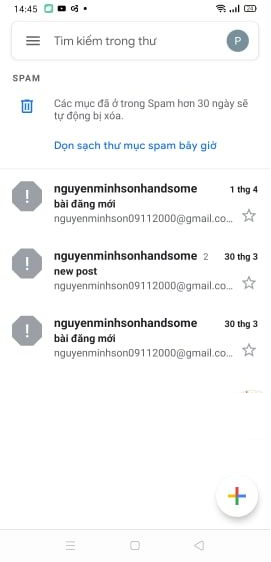 14:45
24
Tìm kiếm trong thư
P
SPAM
Các mục đã ở trong Spam hơn 30 ngày sẽ
tự động bị xóa.
Dọn sạch thư mục spam bây giờ
nguyenminhsonhandsome 1 thg 4
bài đăng mới
nguyenminhson09112000@gmail.co...
nguyenminhsonhandsome 2 30 thg 3
new post
nguyenminhson09112000@gmail.co...
nguyenminhsonhandsome 30 thg 3
bài đăng mới
nguyenminhson09112000@gmail.co...